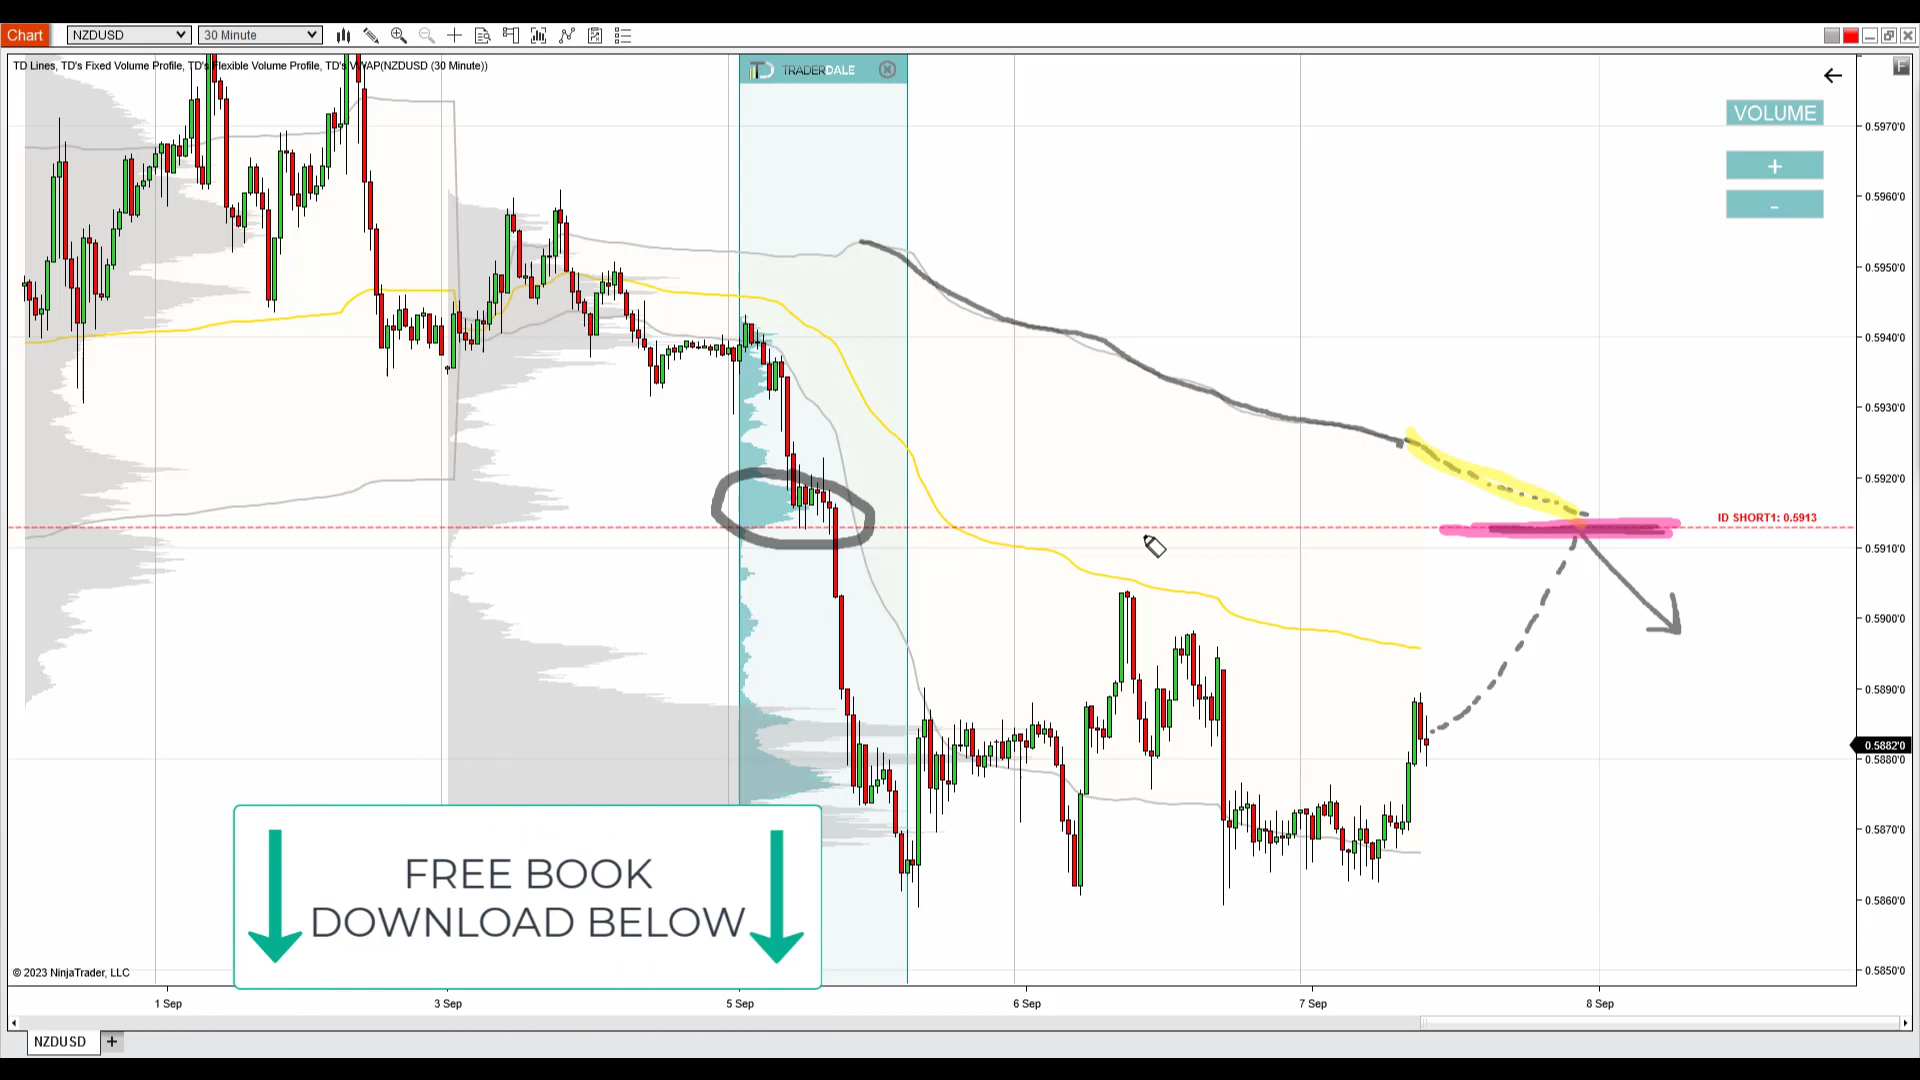 Chart
NZDUSD
30 Minute
TD Lines, TD's Fixed Volume Profile, TD's Flexible Volume Profile, TD's VWAP(NZDUSD (30 Minute))
TRADERDALE
F
VOLUME
+
-
0.5970'0
0.5960'0
0.5950'0
0.5940'0
0.5930'0
0.5920'0
ID SHORT1: 0.5913
0.5910'0
0.5900'0
0.5890'0
0.5882'0
0.5880'0
0.5870'0
0.5860'0
0.5850'0
FREE BOOK
DOWNLOAD BELOW
© 2023 NinjaTrader, LLC
1 Sep
3 Sep
5 Sep
6 Sep
7 Sep
8 Sep
NZDUSD
+